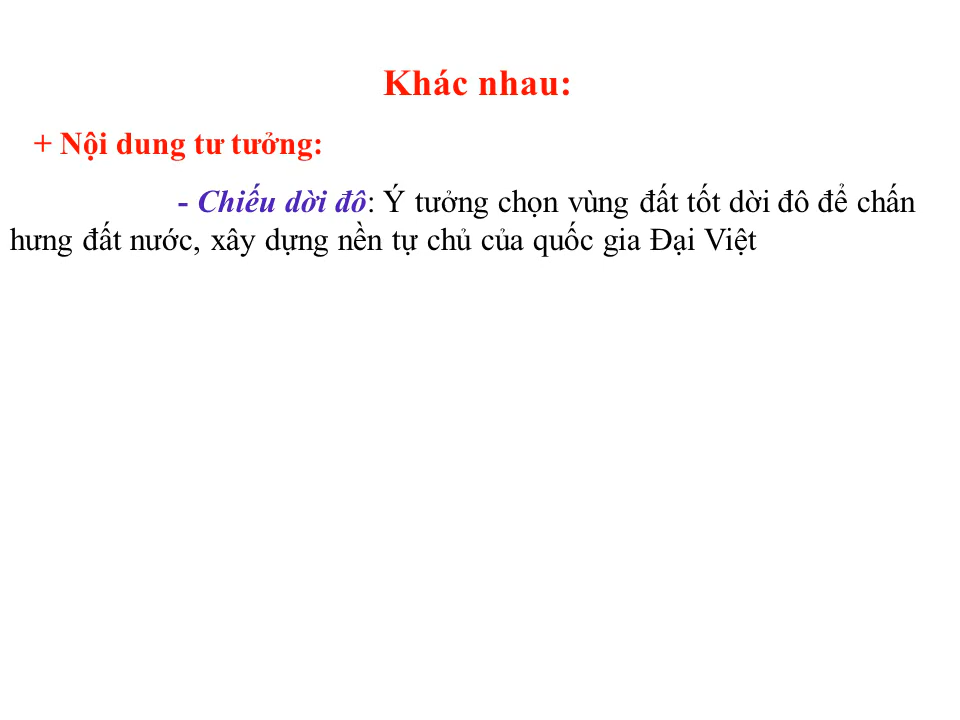 Khác nhau:
+ Nội dung tư tưởng:
- Chiếu dời đô: Ý tưởng chọn vùng đất tốt dời đô để chấn
hưng đất nước, xây dựng nền tự chủ của quốc gia Đại Việt